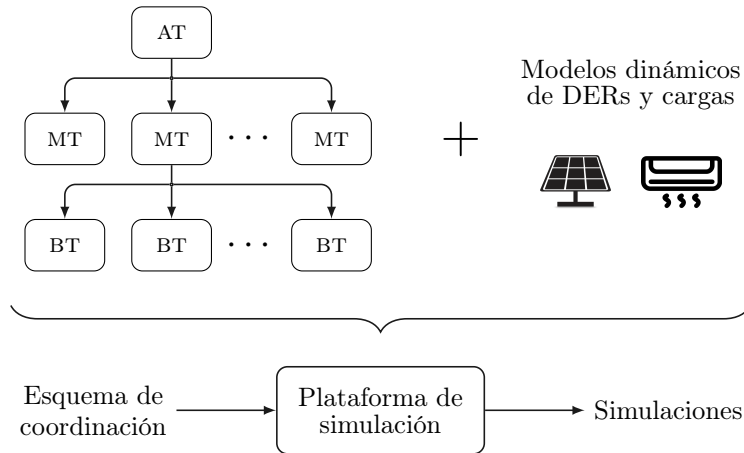 AT
MT
MT
· · ·
MT
BT
BT
· · ·
BT
+
Modelos dinámicos
de DERs y cargas
Esquema de
coordinación
Plataforma de
simulación
Simulaciones